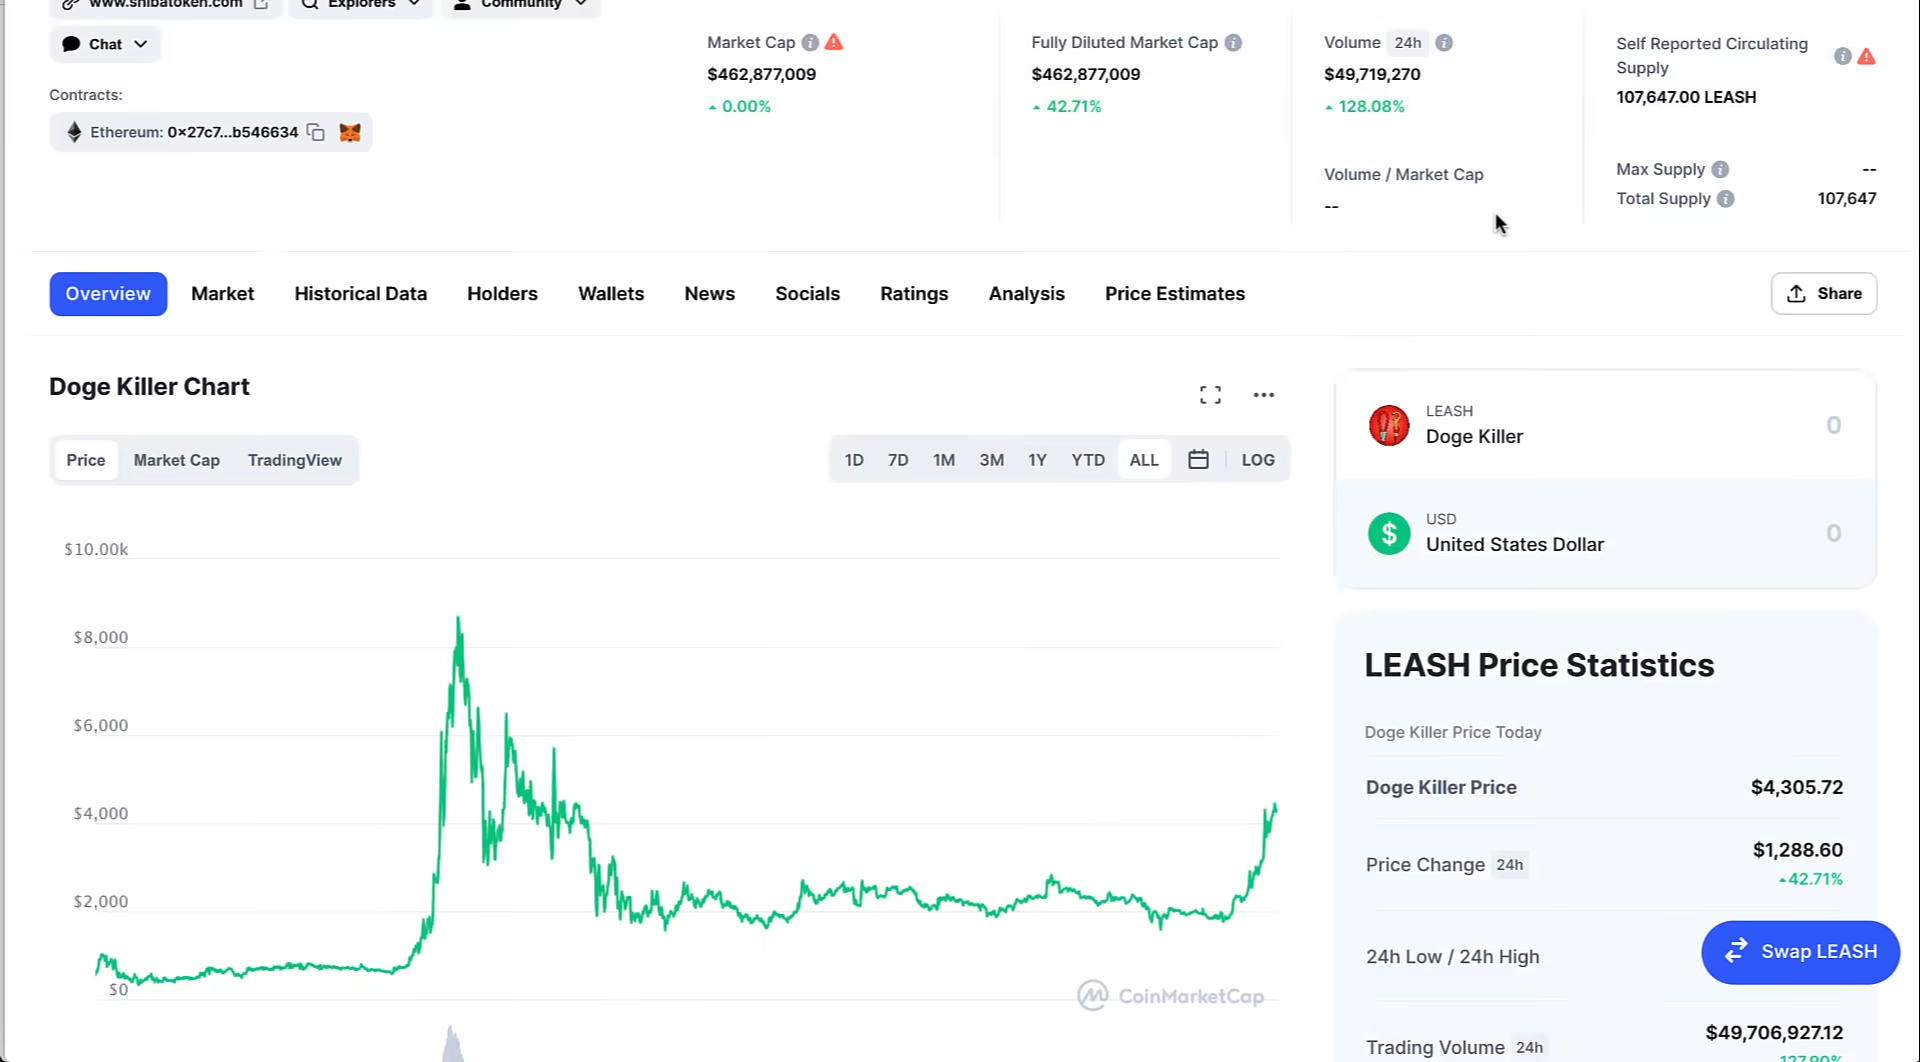 www.shibatoken.com
Explorers
Community
Chat
Contracts:
Ethereum: 0x27c7...b546634
Market Cap
$462,877,009
0.00%
Fully Diluted Market Cap
$462,877,009
42.71%
Volume 24h
$49,719,270
128.08%
Volume / Market Cap
--
Self Reported Circulating
Supply
107,647.00 LEASH
Max Supply --
Total Supply 107,647
Overview Market Historical Data Holders Wallets News Socials Ratings Analysis Price Estimates Share
Doge Killer Chart
Price Market Cap TradingView
1D 7D 1M 3M 1Y YTD ALL LOG
$10.00k
$8,000
$6,000
$4,000
$2,000
$0
CoinMarketCap
LEASH
Doge Killer
0
USD
United States Dollar
0
LEASH Price Statistics
Doge Killer Price Today
Doge Killer Price $4,305.72
Price Change 24h
$1,288.60
42.71%
24h Low / 24h High
Swap LEASH
Trading Volume 24h
$49,706,927.12
127.90%